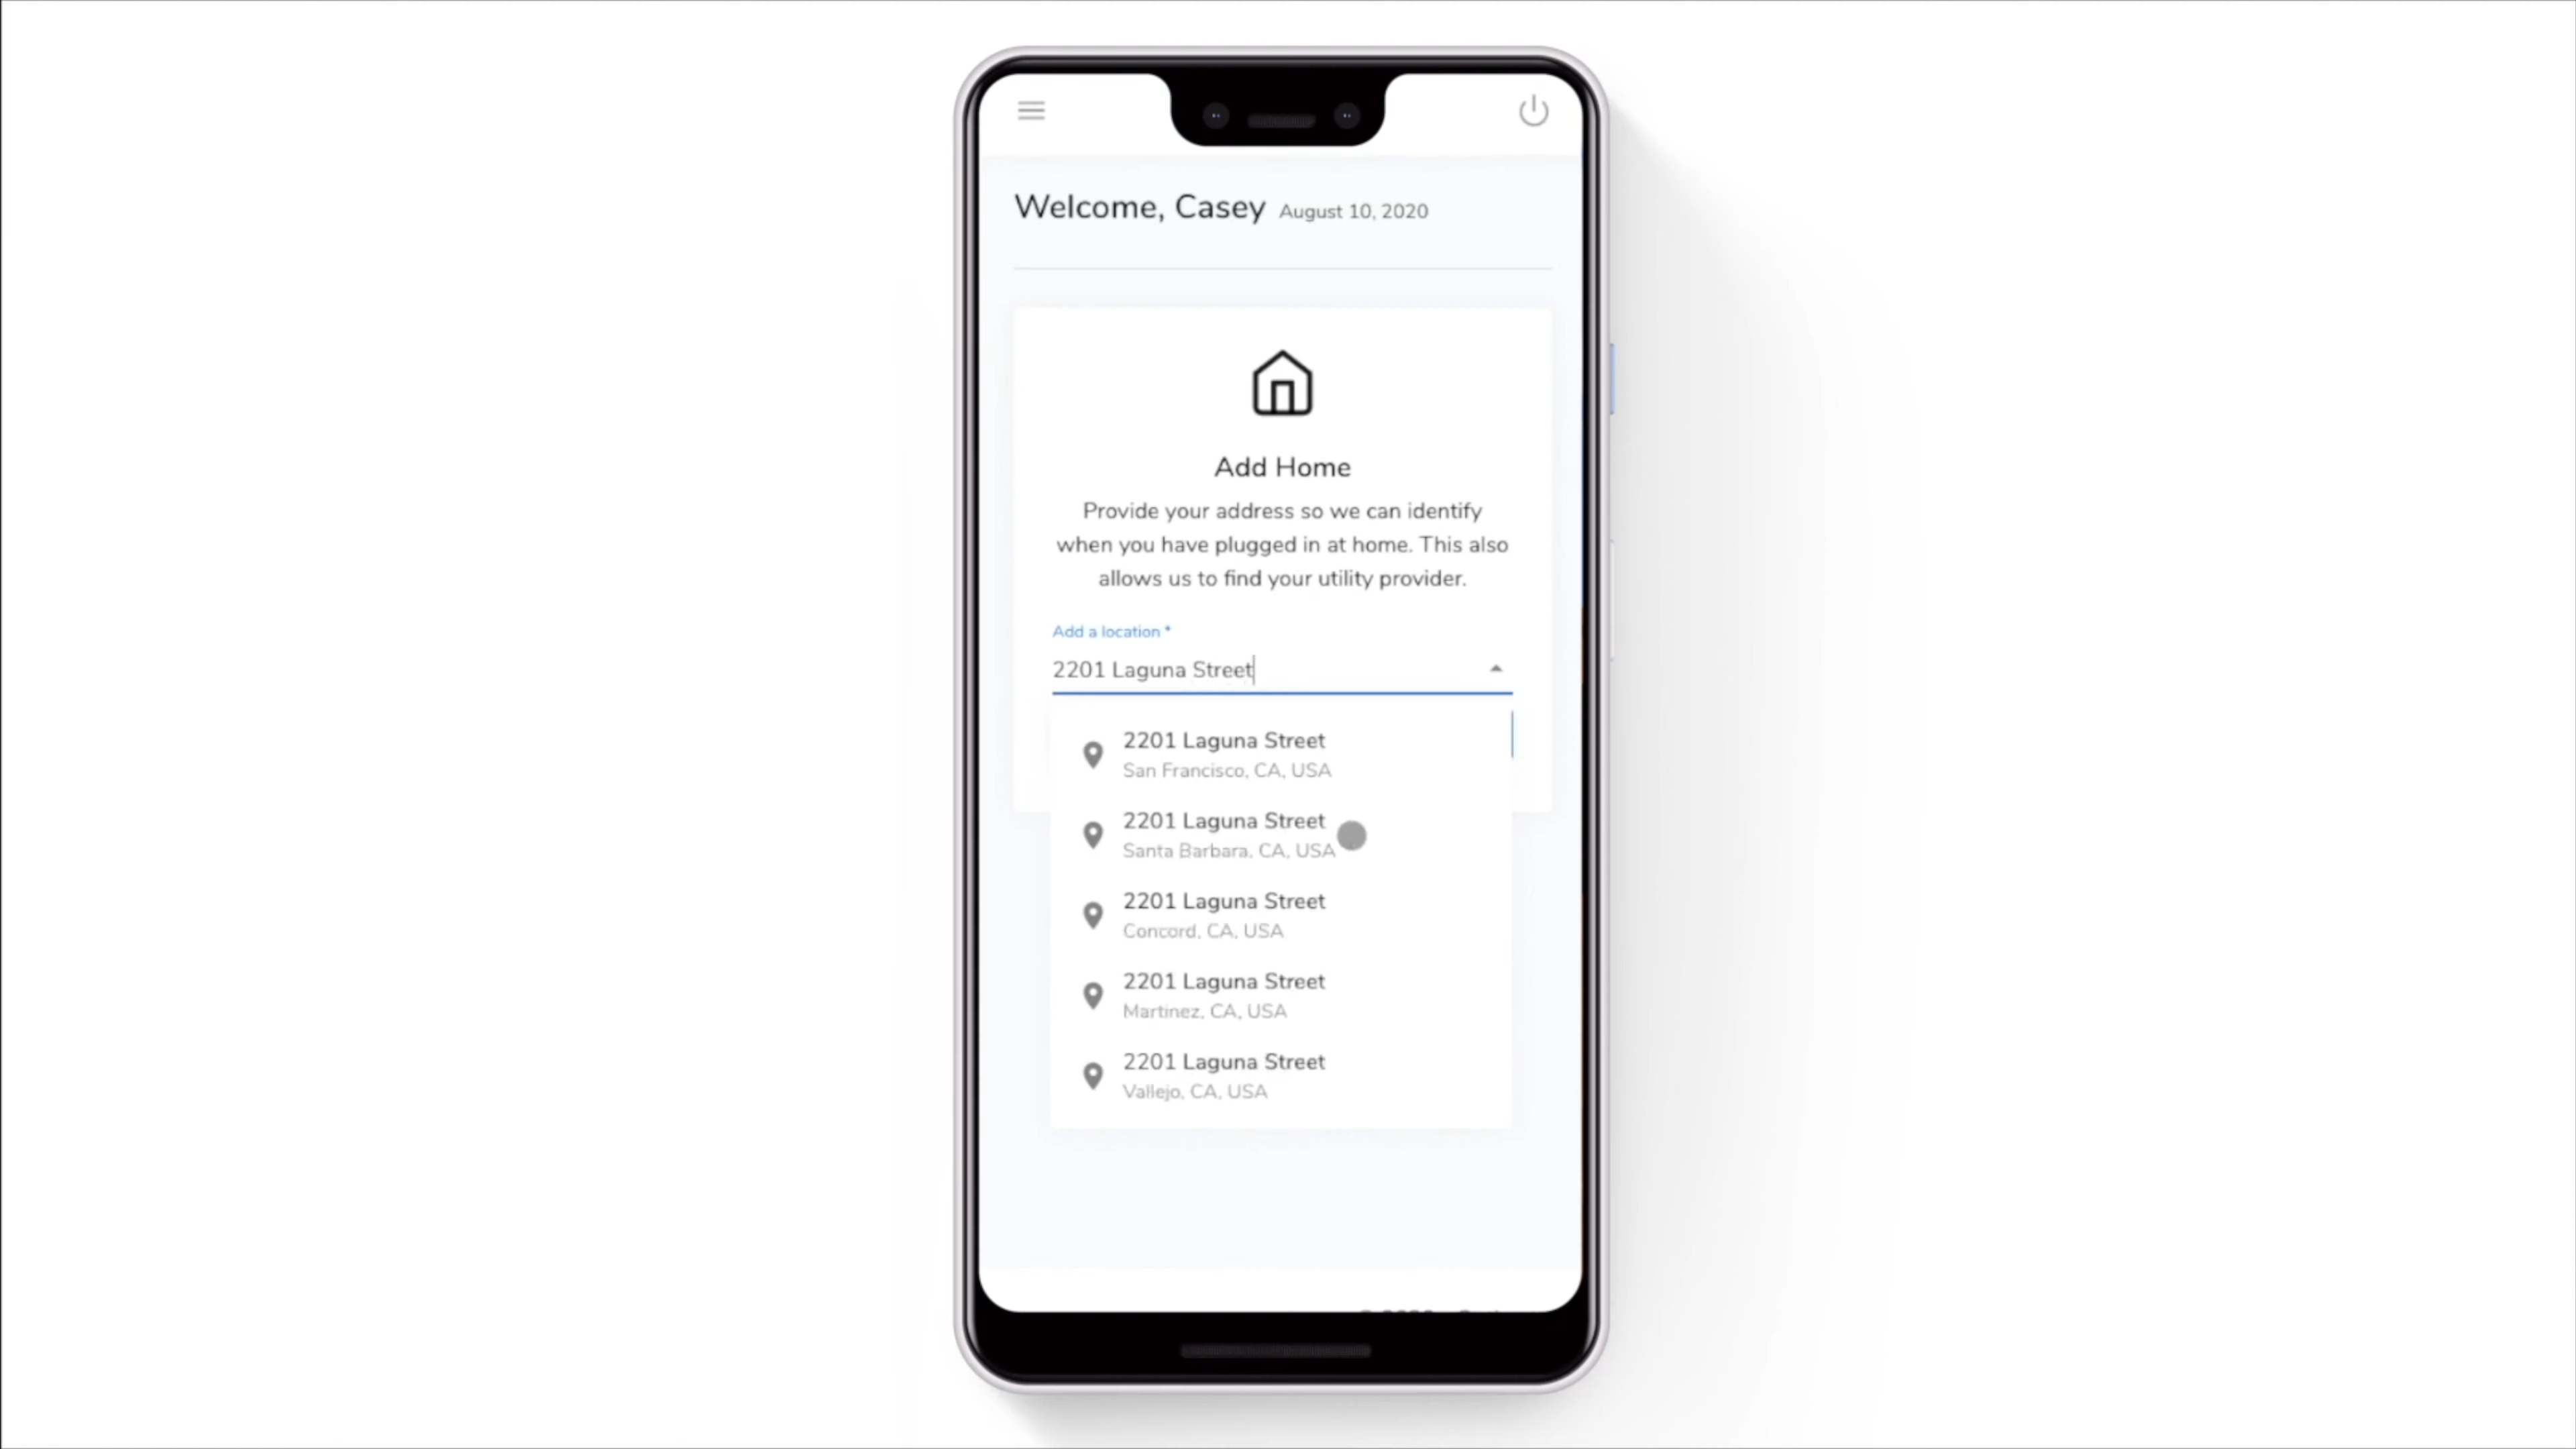 Welcome, Casey August 10, 2020
Add Home
Provide your address so we can identify
when you have plugged in at home. This also
allows us to find your utility provider.
Add a location *
2201 Laguna Street
2201 Laguna Street
San Francisco, CA, USA
2201 Laguna Street
Santa Barbara, CA, USA
2201 Laguna Street
Concord, CA, USA
2201 Laguna Street
Martinez, CA, USA
2201 Laguna Street
Vallejo, CA, USA